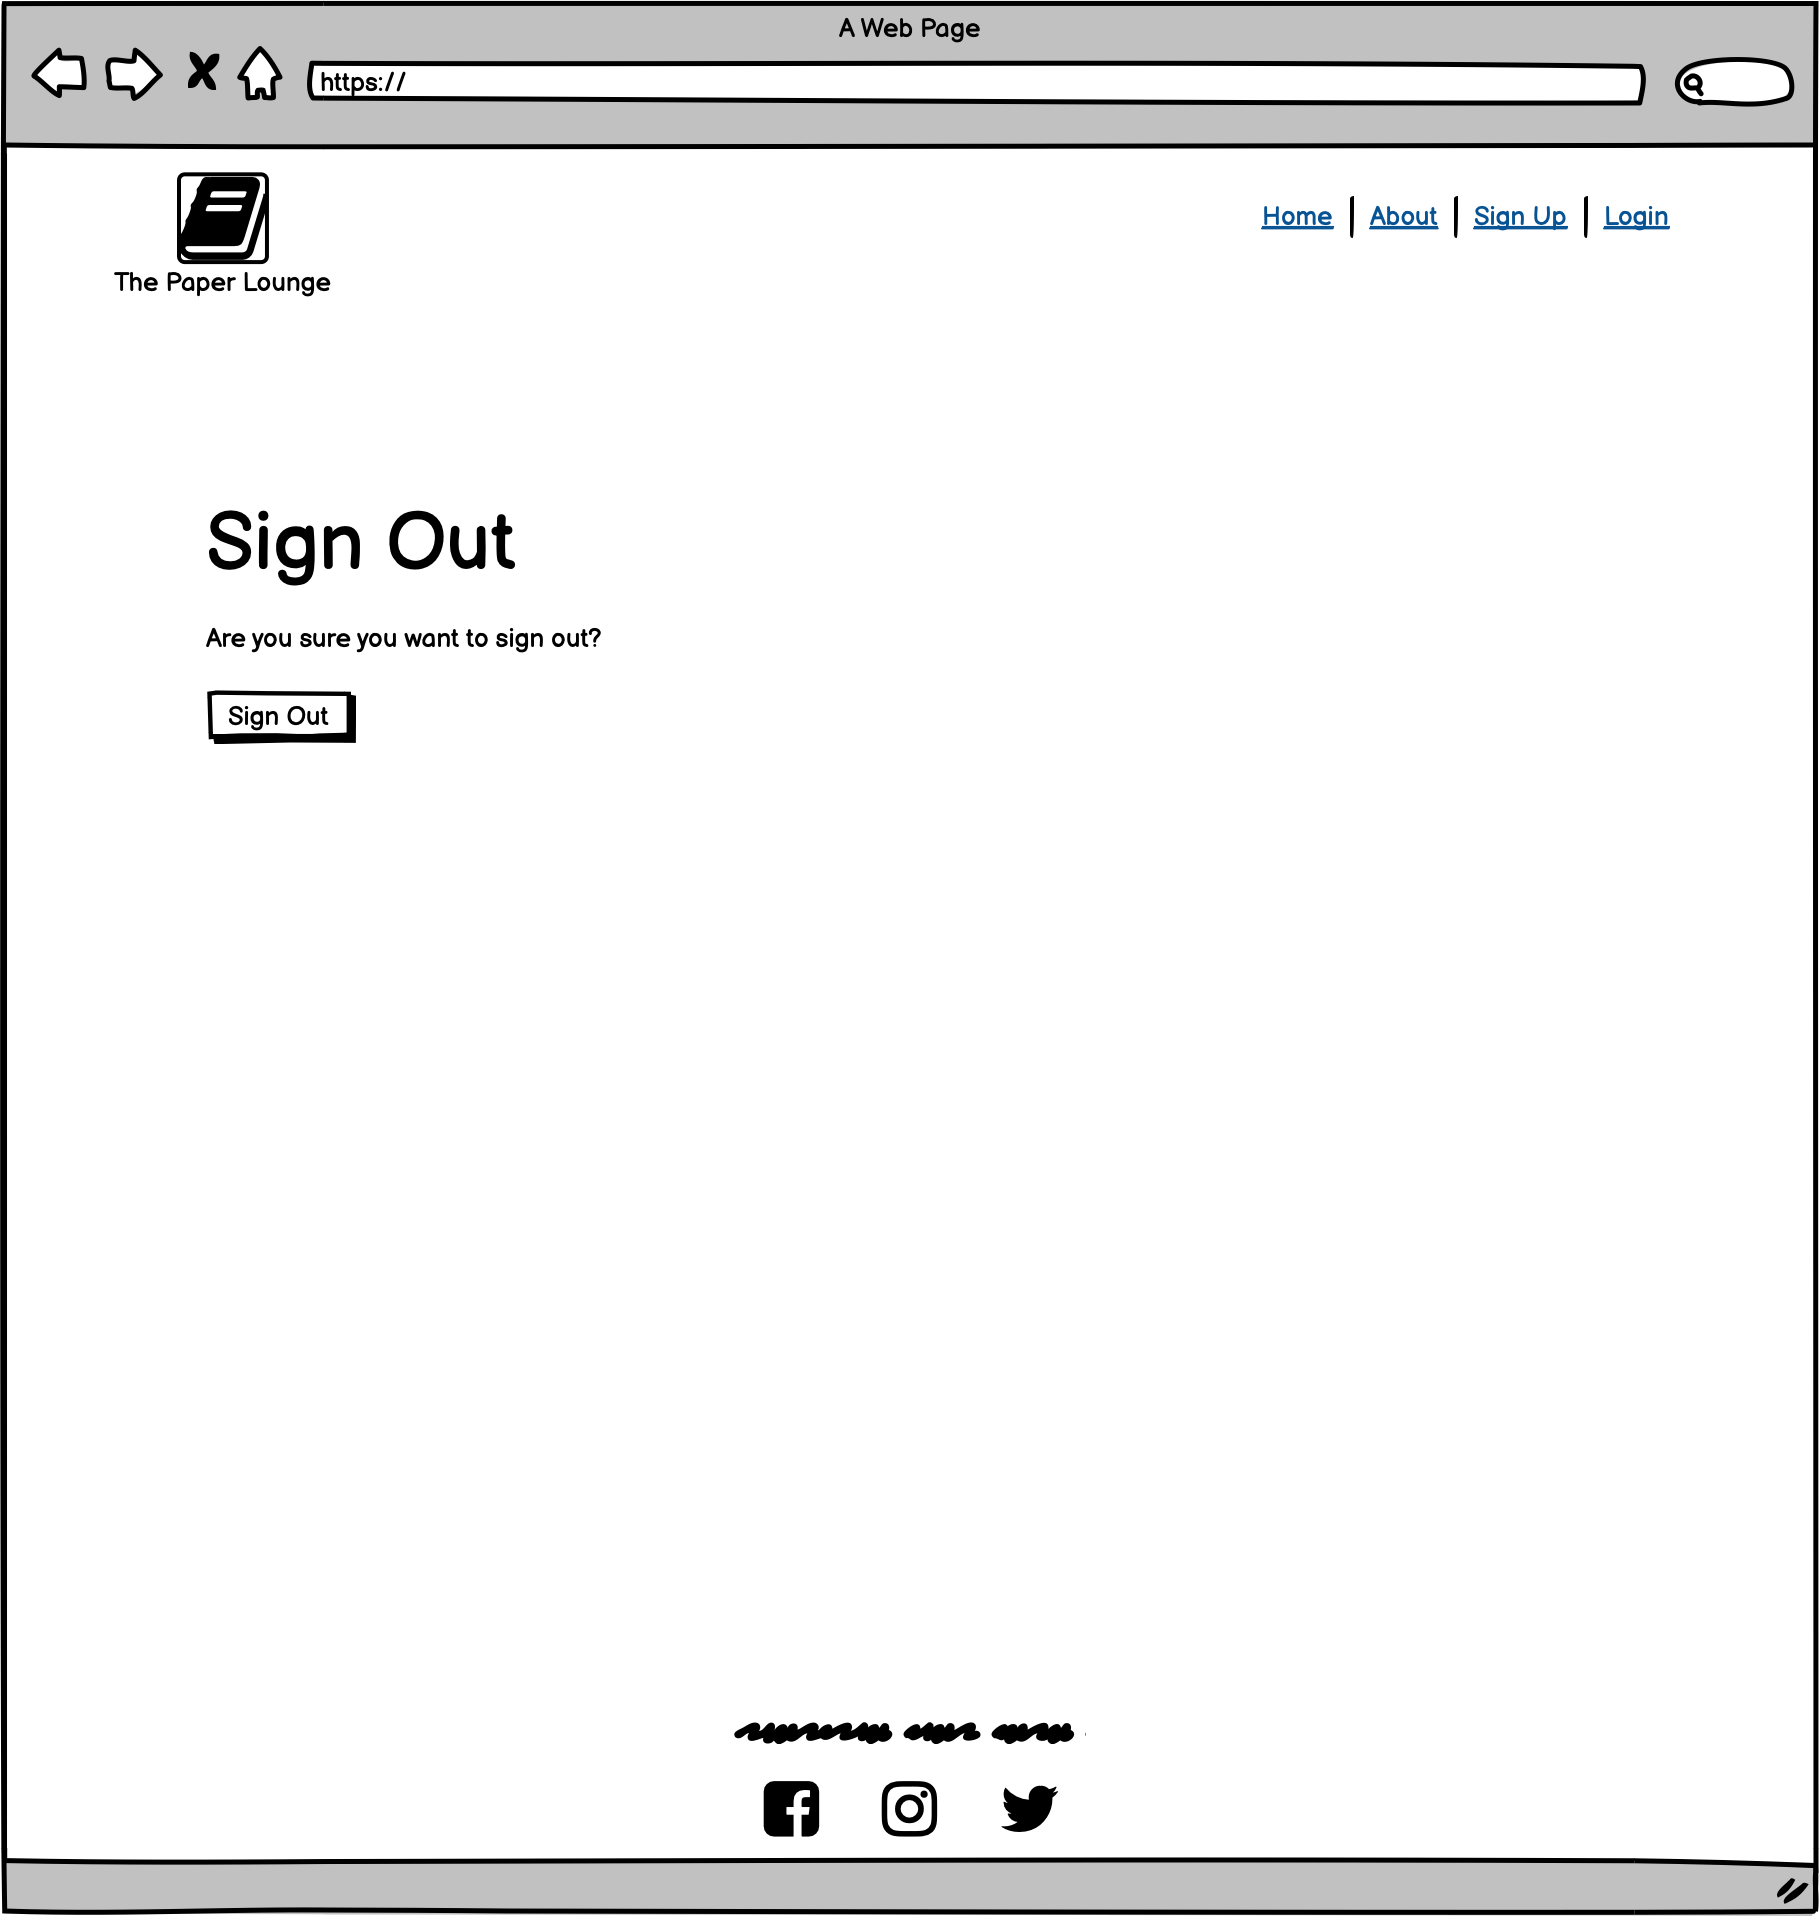 A Web Page
https://
The Paper Lounge
Home About Sign Up Login
Sign Out
Are you sure you want to sign out?
Sign Out